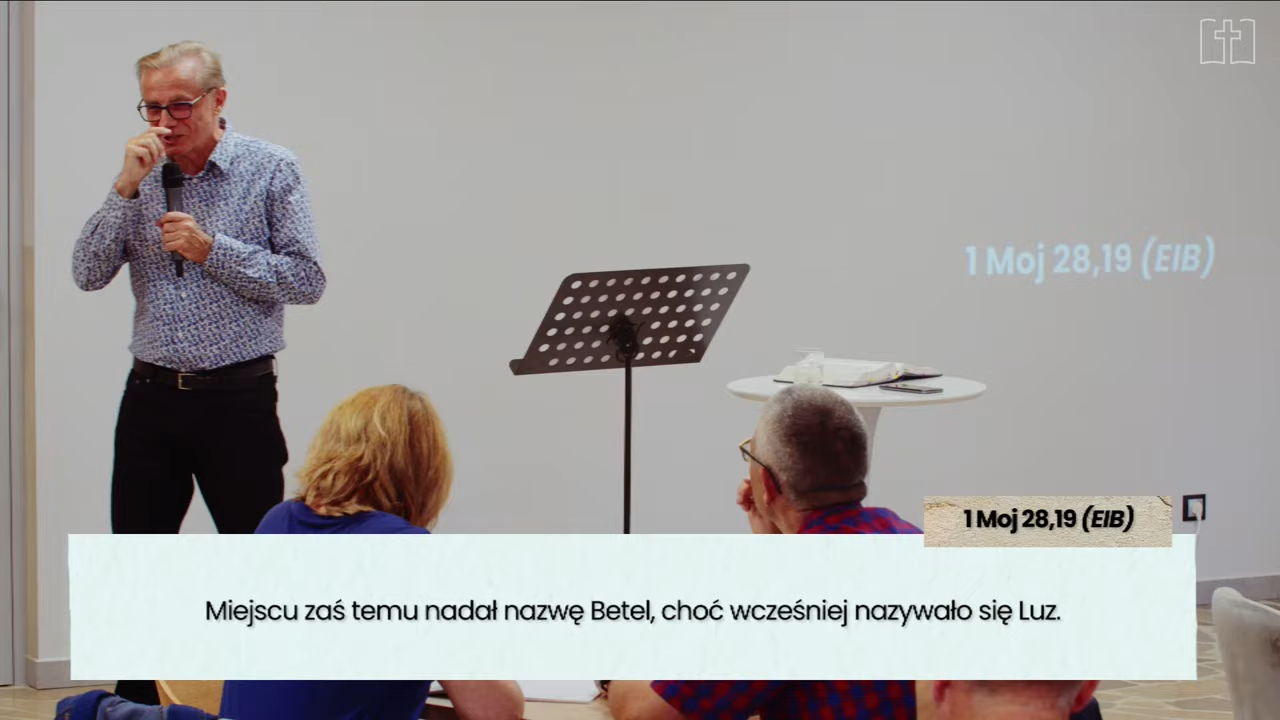 1 Moj 28,19 (EIB)
1 Moj 28,19 (EIB)
Miejscu zaś temu nadał nazwę Betel, choć wcześniej nazywało się Luz.